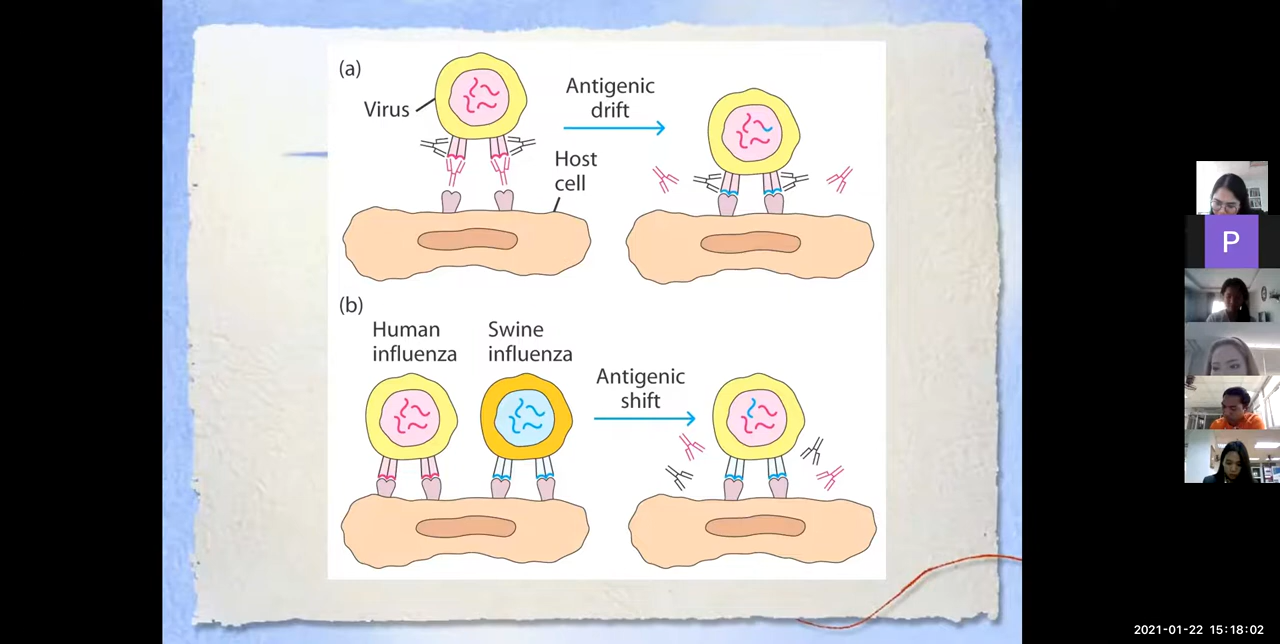 (a)
Virus
Antigenic
drift
Host
cell
(b)
Human
influenza
Swine
influenza
Antigenic
shift
P
2021-01-22 15:18:02